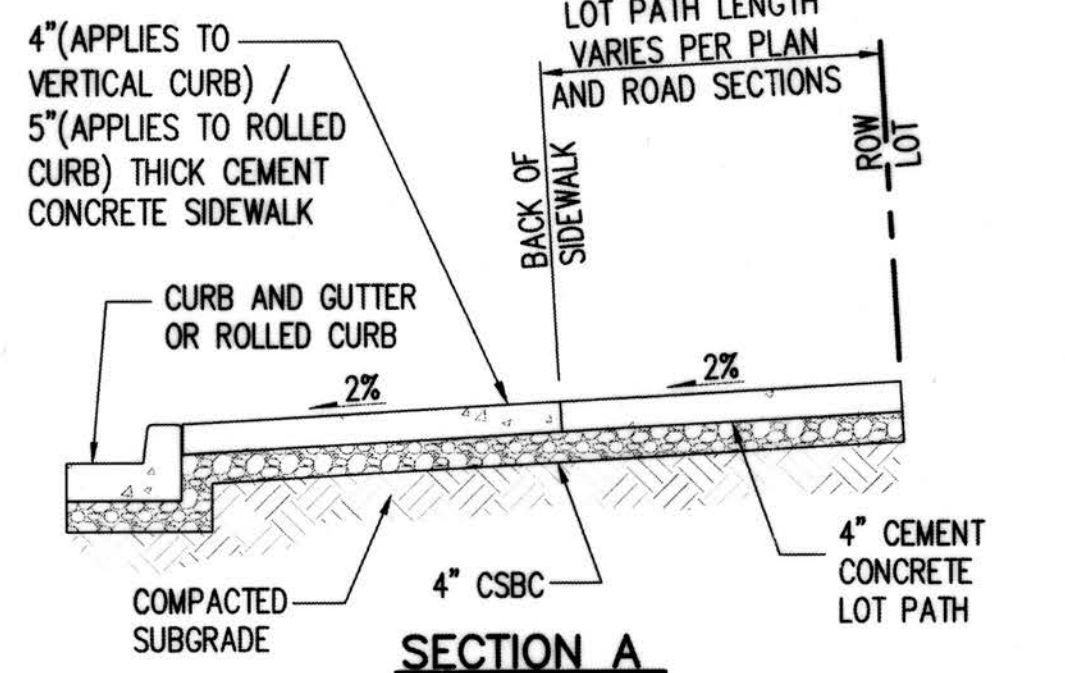 LOT PATH LENGTH
VARIES PER PLAN
AND ROAD SECTIONS
4"(APPLIES TO
VERTICAL CURB) /
5"(APPLIES TO ROLLED
CURB) THICK CEMENT
CONCRETE SIDEWALK
BACK OF
SIDEWALK
ROW
LOT
CURB AND GUTTER
OR ROLLED CURB
2%
2%
4" CEMENT
CONCRETE
LOT PATH
4" CSBC
COMPACTED
SUBGRADE
SECTION A